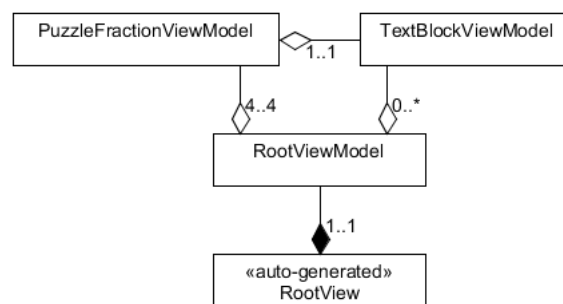 PuzzleFractionViewModel
TextBlockViewModel
1..1
4..4
0..*
RootViewModel
1..1
«auto-generated»
RootView